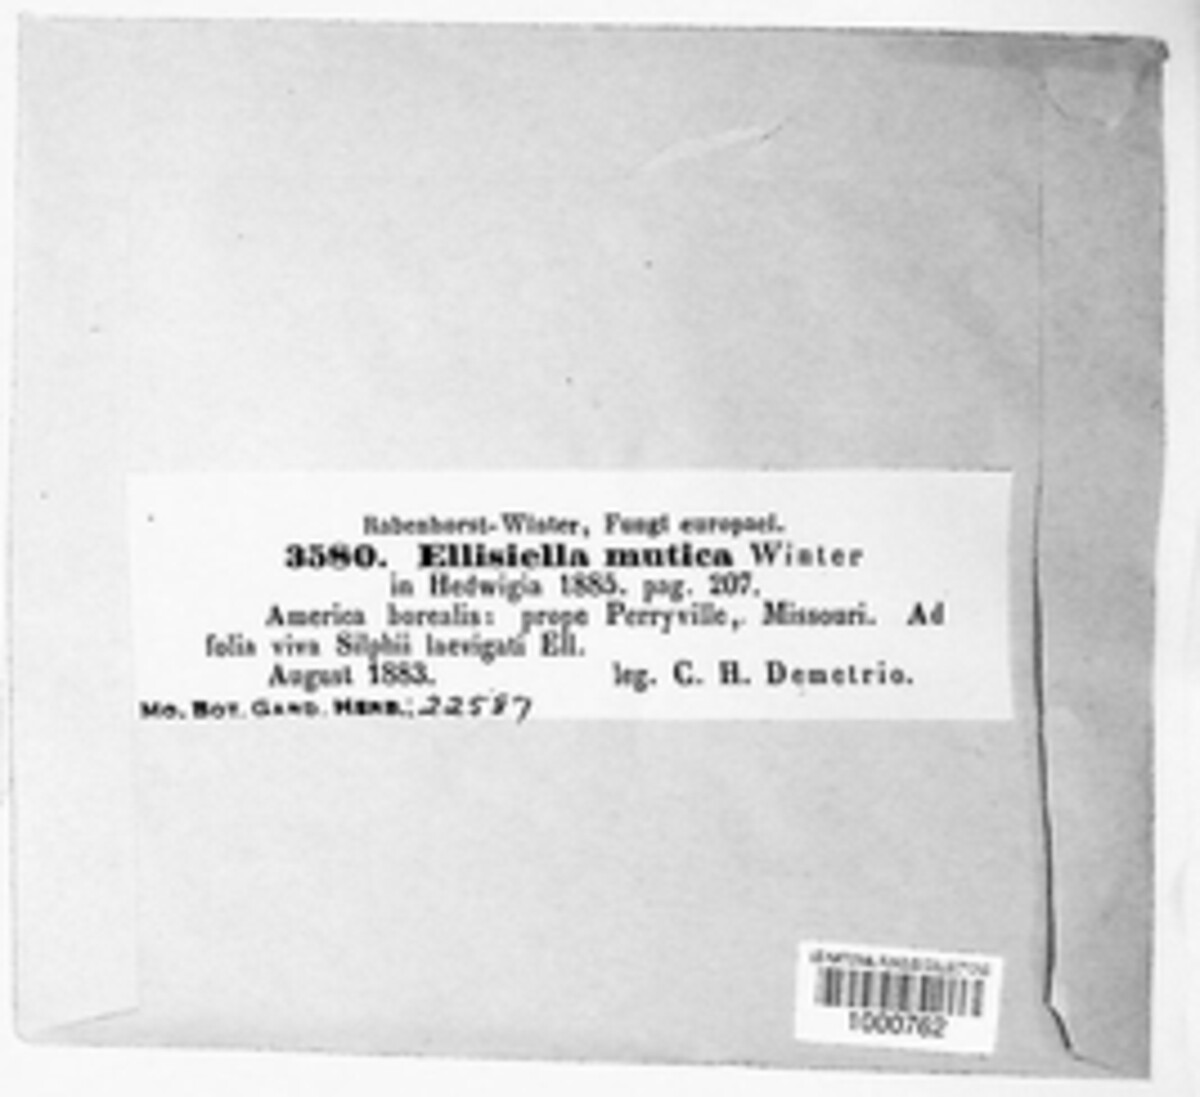 Rabenhorst-Winter, Fungi europaei.
3580. Ellisiella mutica Winter
in Hedwigia 1885. pag. 207.
America borealis: prope Perryville, Missouri. Ad
folia viva Silphii laevigati Ell.
August 1883. leg. C. H. Demetrio.
MO. BOT. GARD. HERB., 22587
1000762